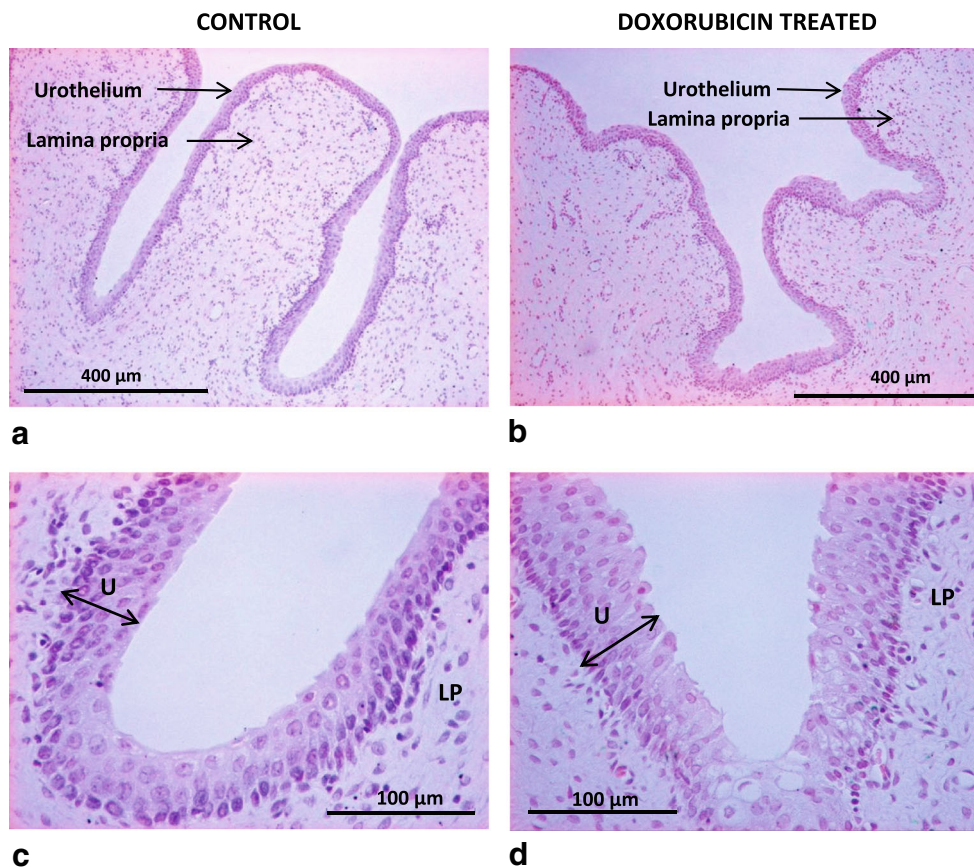 CONTROL
DOXORUBICIN TREATED
Urothelium
Lamina propria
400 µm
a
Urothelium
Lamina propria
400 µm
b
U
LP
100 µm
c
U
LP
100 µm
d